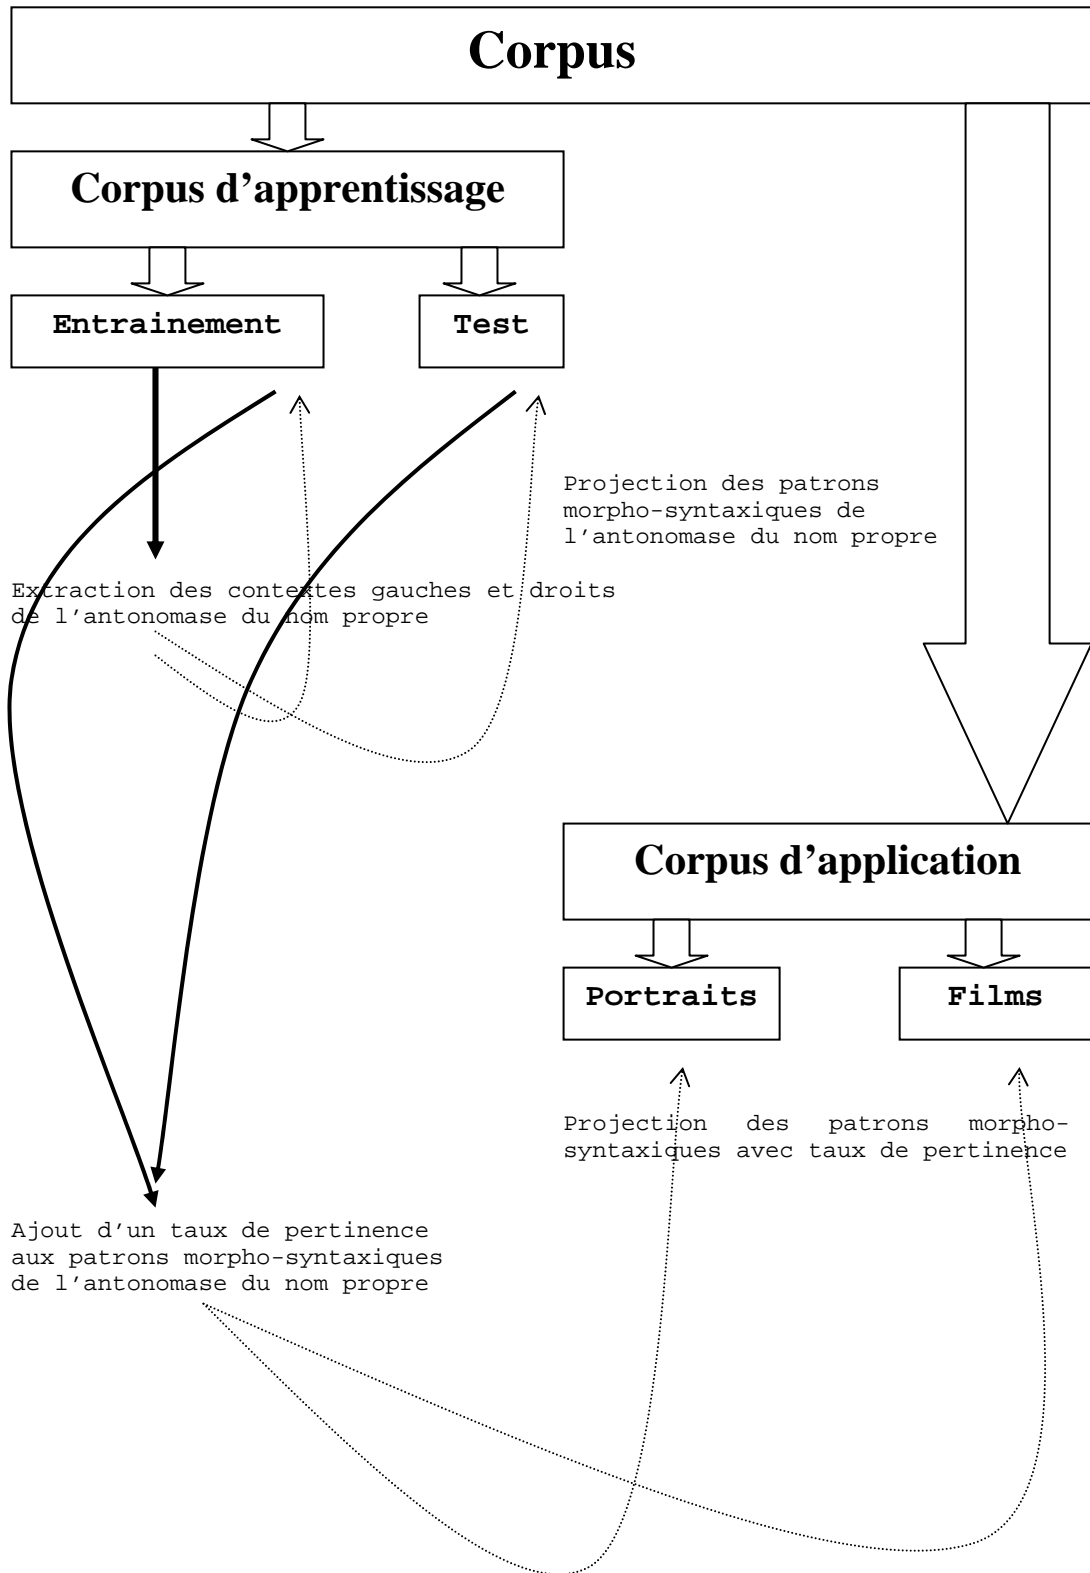 Corpus
Corpus d’apprentissage
Entrainement
Test
Projection des patrons
morpho-syntaxiques de
l’antonomase du nom propre
Extraction des contextes gauches et droits
de l’antonomase du nom propre
Corpus d’application
Portraits
Films
Projection des patrons morpho-
syntaxiques avec taux de pertinence
Ajout d’un taux de pertinence
aux patrons morpho-syntaxiques
de l’antonomase du nom propre